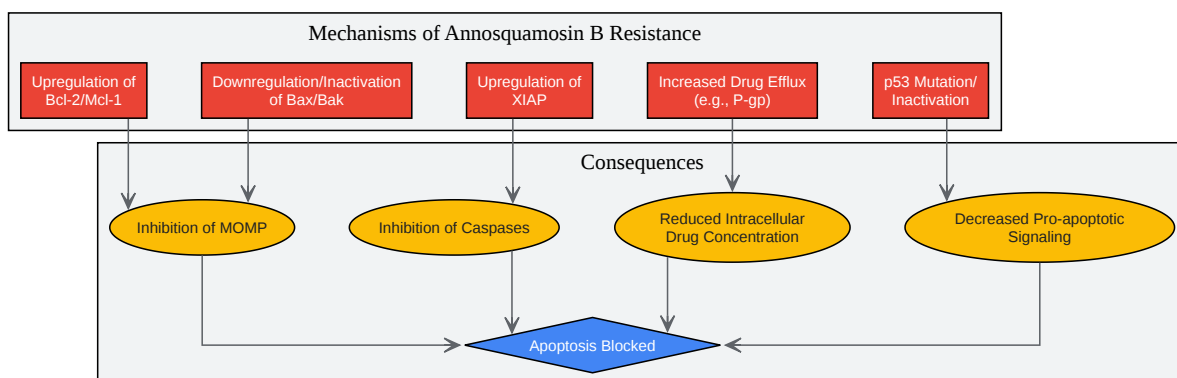 Mechanisms of Annosquamosin B Resistance
Upregulation of
Bcl-2/Mcl-1
Downregulation/Inactivation
of Bax/Bak
Upregulation of
XIAP
Increased Drug Efflux
(e.g., P-gp)
p53 Mutation/
Inactivation
Consequences
Inhibition of MOMP
Inhibition of Caspases
Reduced Intracellular
Drug Concentration
Decreased Pro-apoptotic
Signaling
Apoptosis Blocked